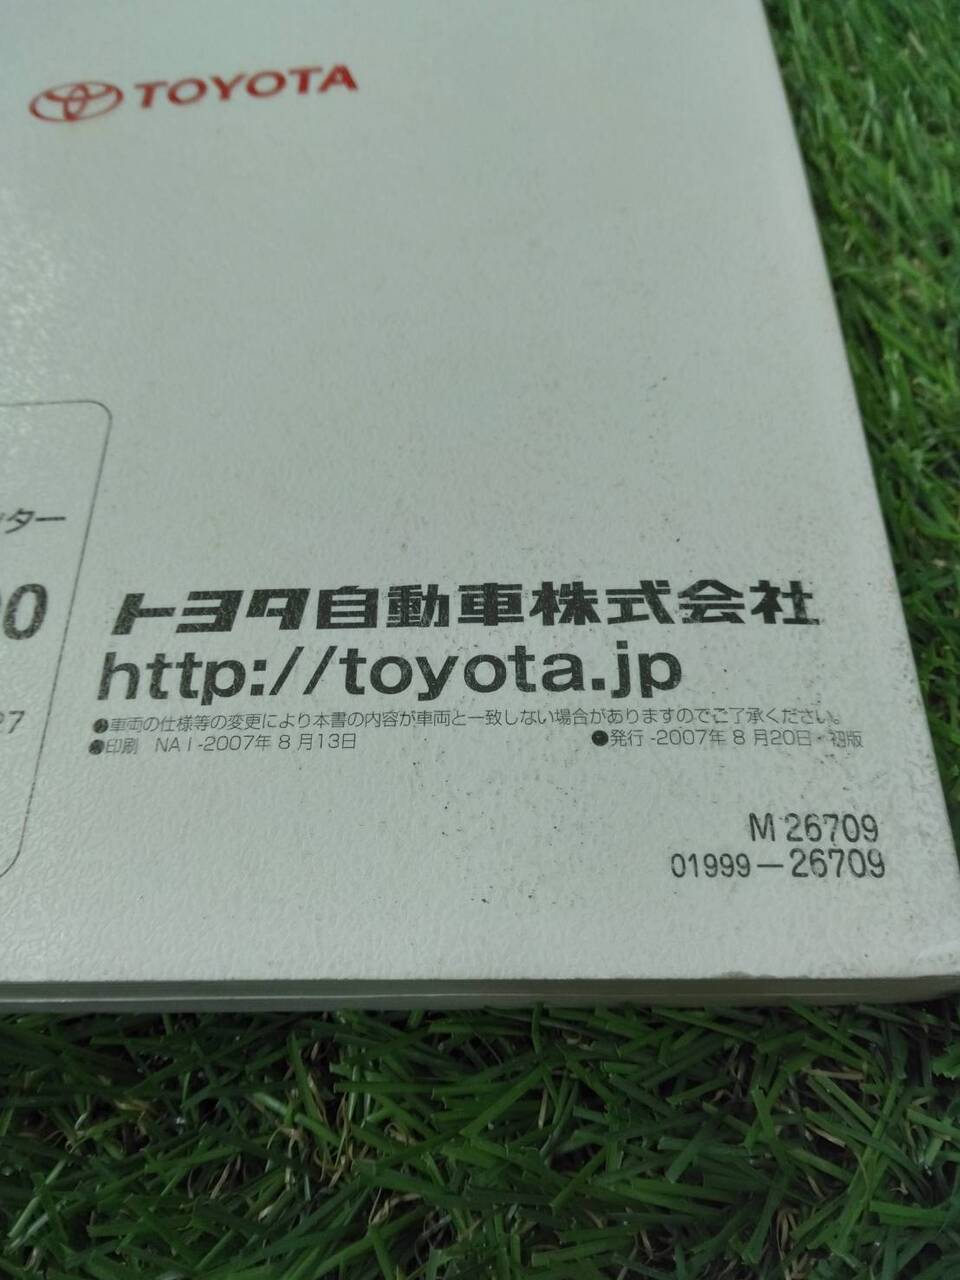 TOYOTA
ター
00
27
トヨタ自動車株式会社
http://toyota.jp
●車両の仕様等の変更により本書の内容が車両と一致しない場合がありますのでご了承ください。
●印刷 NAI-2007年8月13日 ●発行-2007年8月20日・初版
M 26709
01999-26709